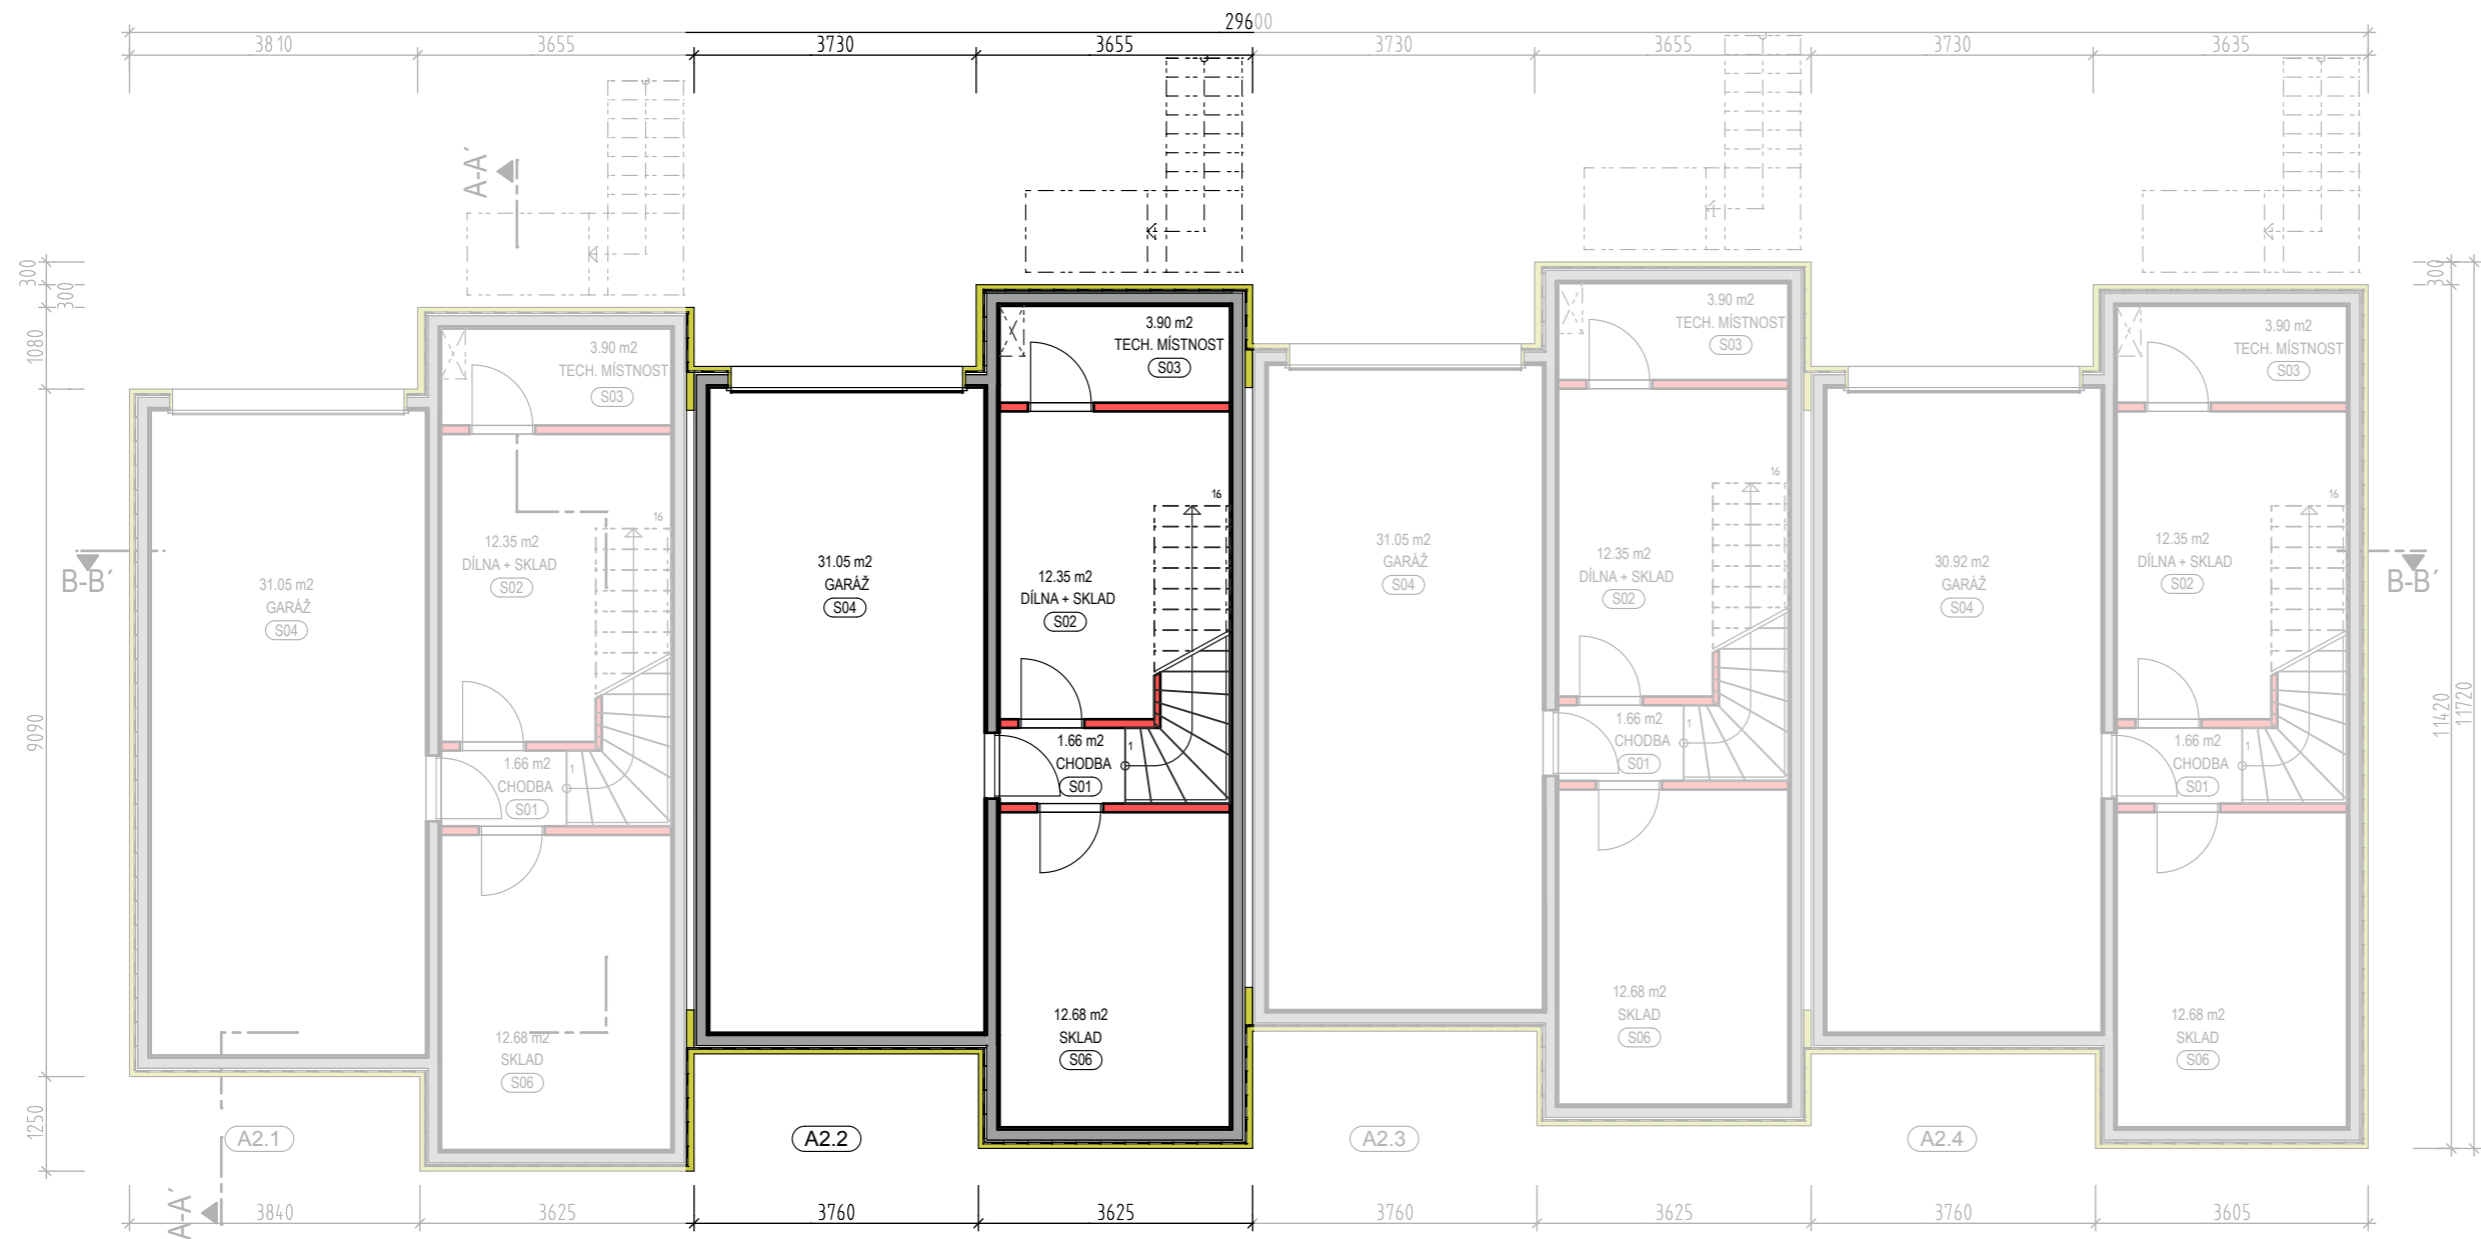 29600
3810 3655 3730 3655 3730 3655 3730 3635
A-A´
300
300
1080
9090
1250
300
11420
11720
B-B´
B-B´
3.90 m2
TECH. MÍSTNOST
S03
12.35 m2
DÍLNA + SKLAD
S02
16
31.05 m2
GARÁŽ
S04
1.66 m2
CHODBA
S01
1
12.68 m2
SKLAD
S06
A2.1
3.90 m2
TECH. MÍSTNOST
S03
16
31.05 m2
GARÁŽ
S04
12.35 m2
DÍLNA + SKLAD
S02
1.66 m2
CHODBA
S01
1
12.68 m2
SKLAD
S06
A2.2
3.90 m2
TECH. MÍSTNOST
S03
16
31.05 m2
GARÁŽ
S04
12.35 m2
DÍLNA + SKLAD
S02
1.66 m2
CHODBA
S01
1
12.68 m2
SKLAD
S06
A2.3
3.90 m2
TECH. MÍSTNOST
S03
16
30.92 m2
GARÁŽ
S04
12.35 m2
DÍLNA + SKLAD
S02
1.66 m2
CHODBA
S01
1
12.68 m2
SKLAD
S06
A2.4
A-A´
3840 3625 3760 3625 3760 3625 3760 3605